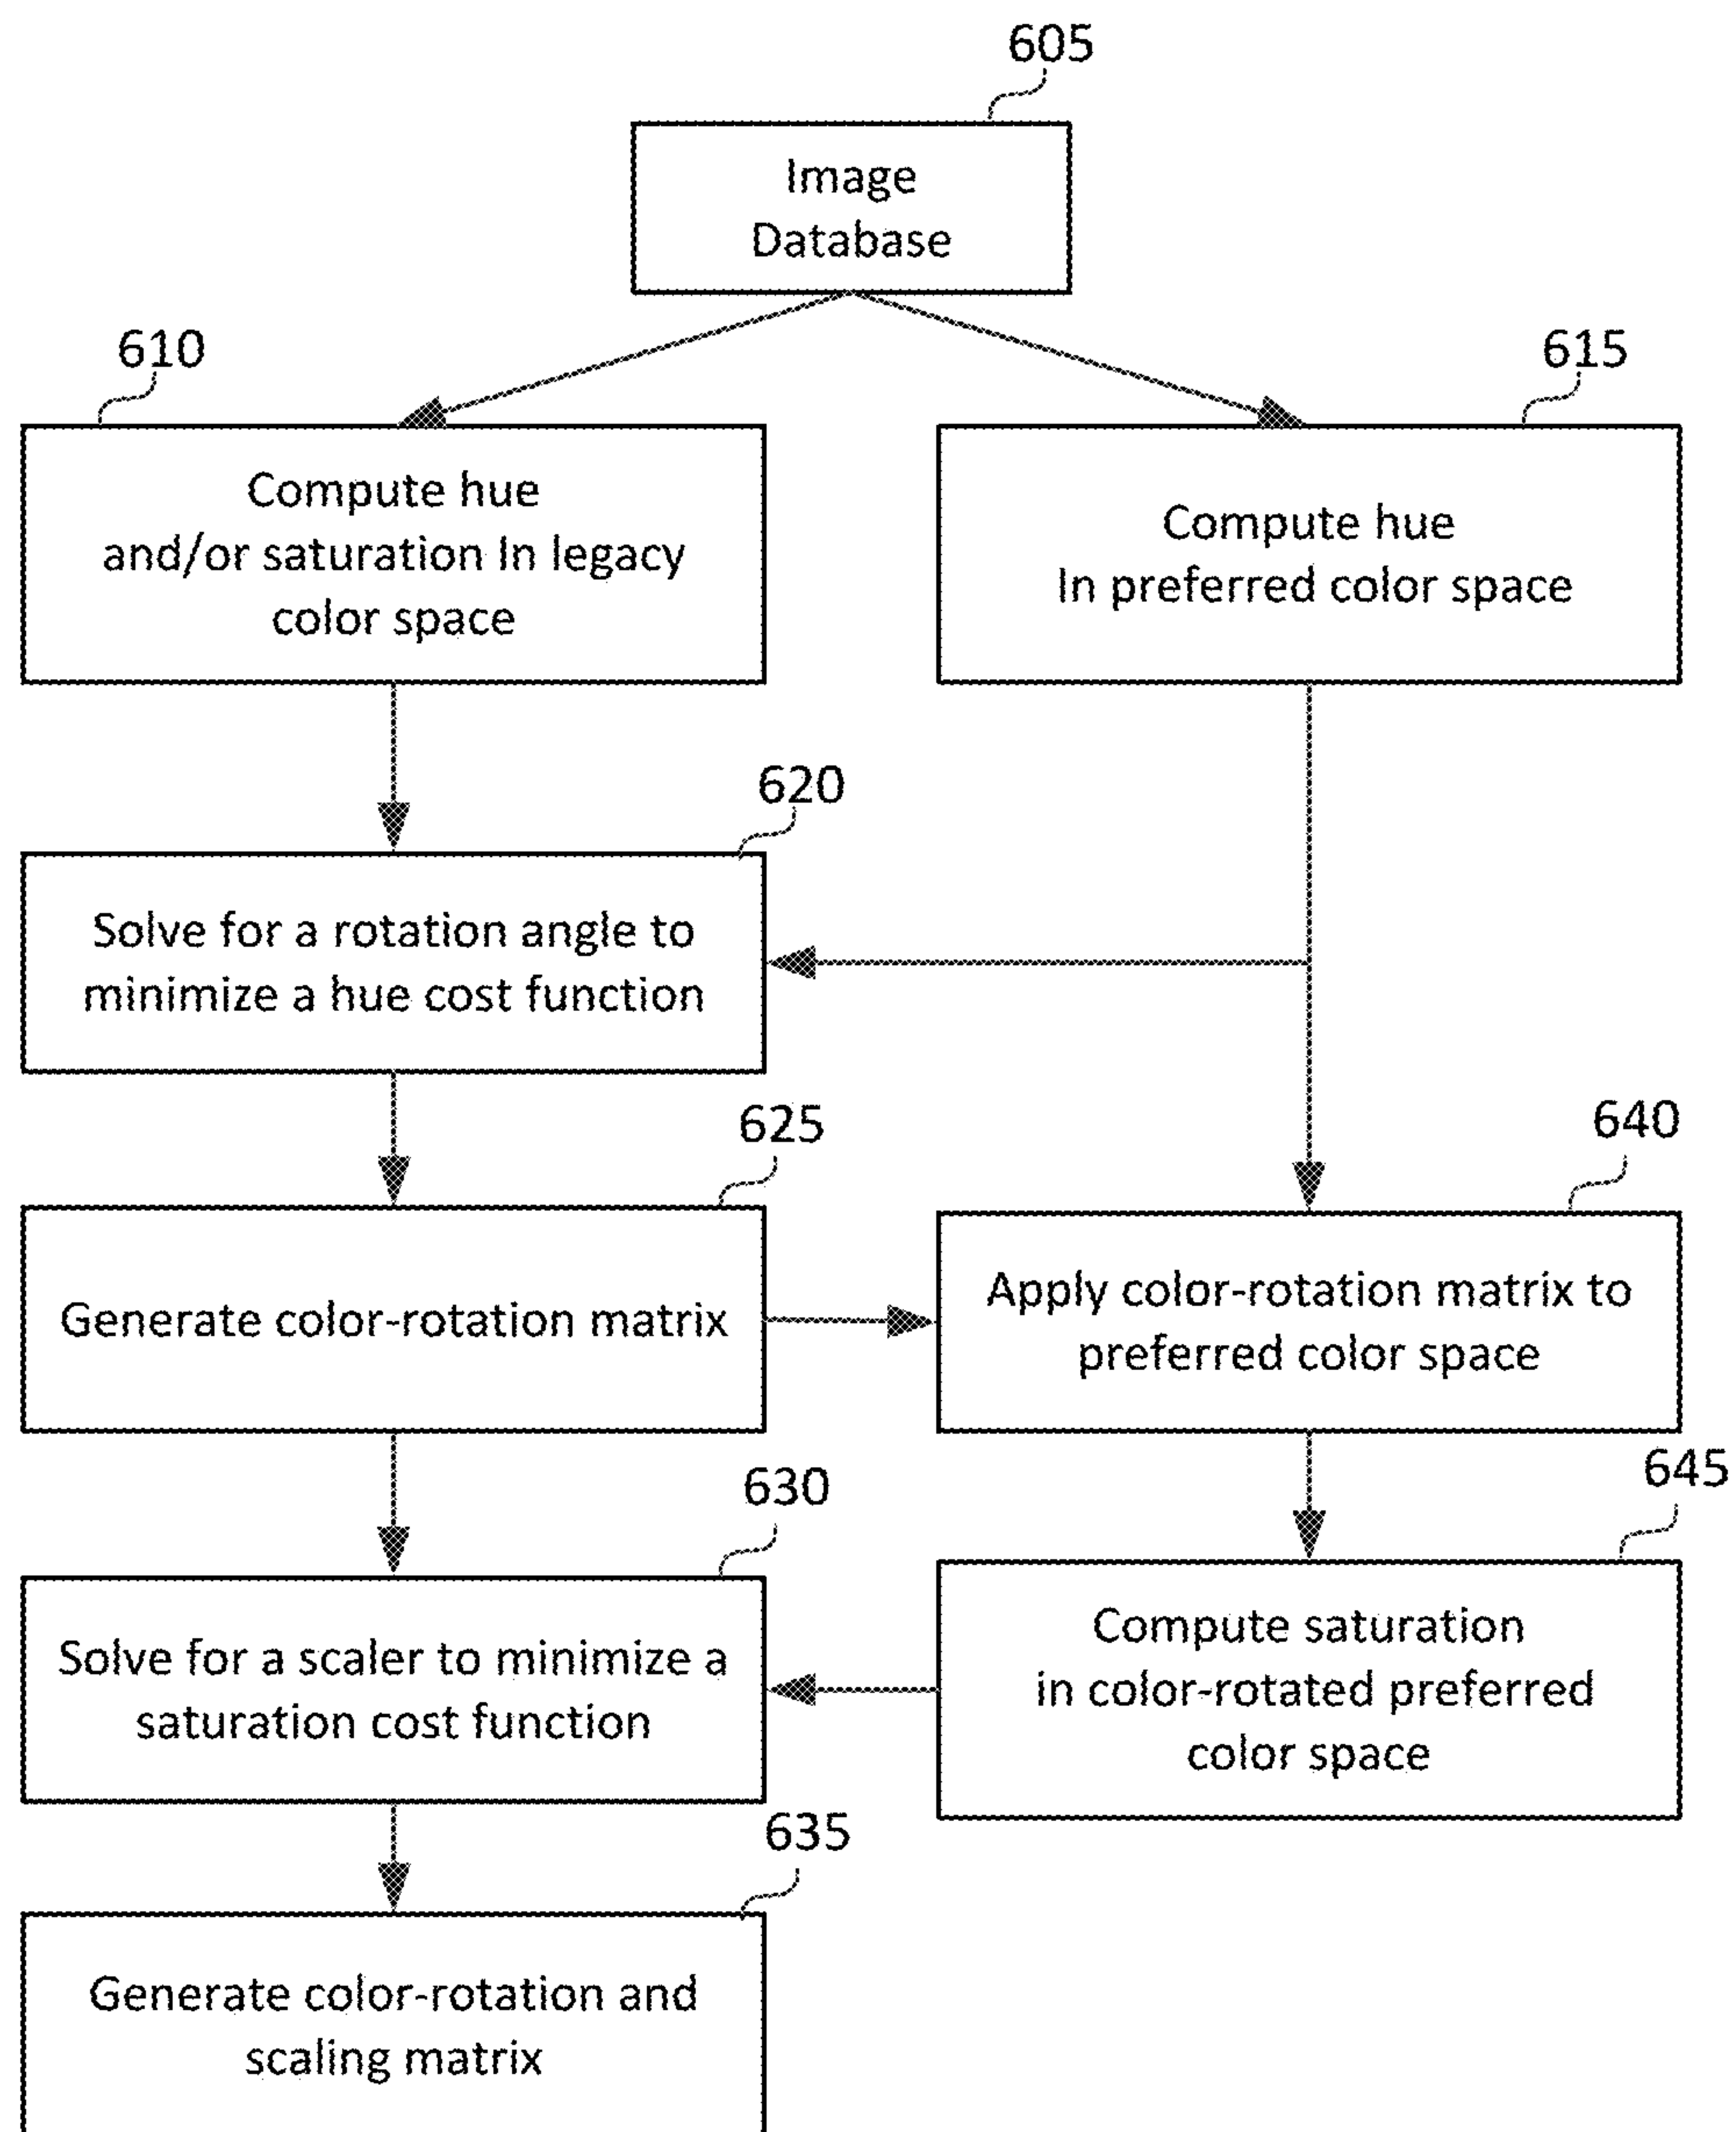 605
Image
Database
610
615
Compute hue
and/or saturation In legacy
color space
Compute hue
In preferred color space
620
Solve for a rotation angle to
minimize a hue cost function
625
640
Generate color-rotation matrix
Apply color-rotation matrix to
preferred color space
630
645
Solve for a scaler to minimize a
saturation cost function
Compute saturation
in color-rotated preferred
color space
635
Generate color-rotation and
scaling matrix